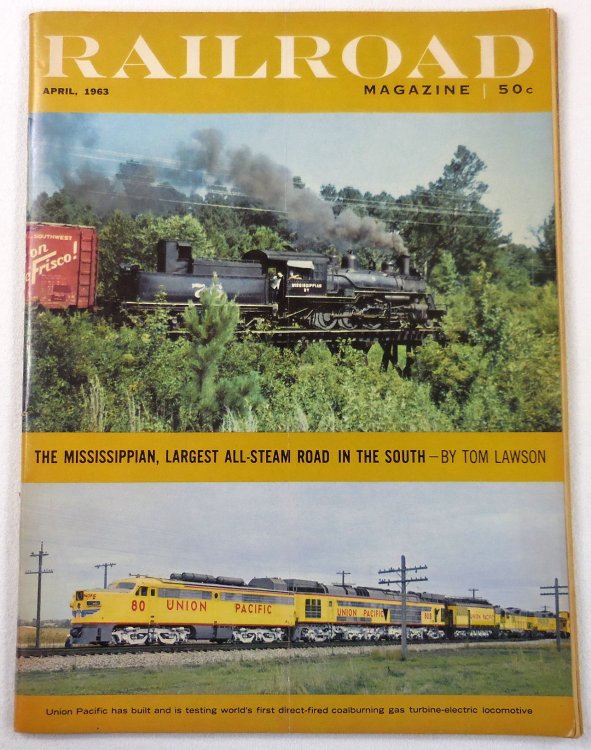 RAILROAD
APRIL, 1963
MAGAZINE | 50c
SOUTHWEST
on
Frisco!
MISSISSIPPIAN
THE MISSISSIPPIAN, LARGEST ALL-STEAM ROAD IN THE SOUTH—BY TOM LAWSON
80 UNION PACIFIC UNION PACIFIC 80B
Union Pacific has built and is testing world's first direct-fired coalburning gas turbine-electric locomotive